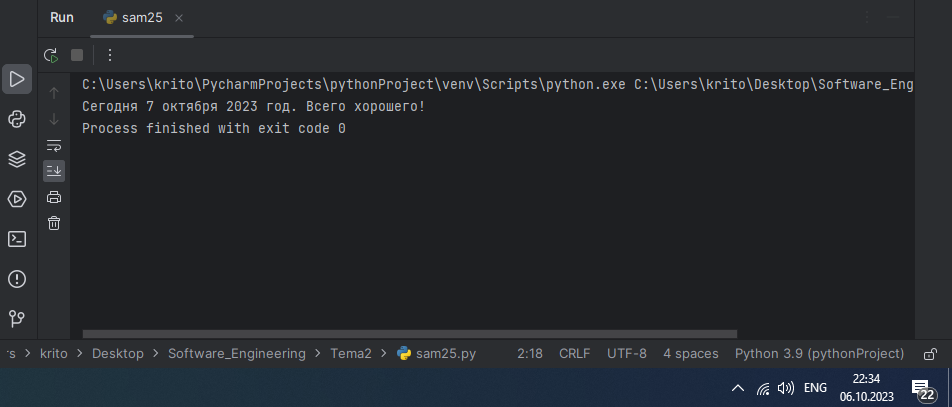 Run sam25
C:\Users\krito\PycharmProjects\pythonProject\venv\Scripts\python.exe C:\Users\krito\Desktop\Software_Eng
Сегодня 7 октября 2023 год. Всего хорошего!
Process finished with exit code 0
rs > krito > Desktop > Software_Engineering > Tema2 > sam25.py 2:18 CRLF UTF-8 4 spaces Python 3.9 (pythonProject)
ENG 22:34
06.10.2023 22